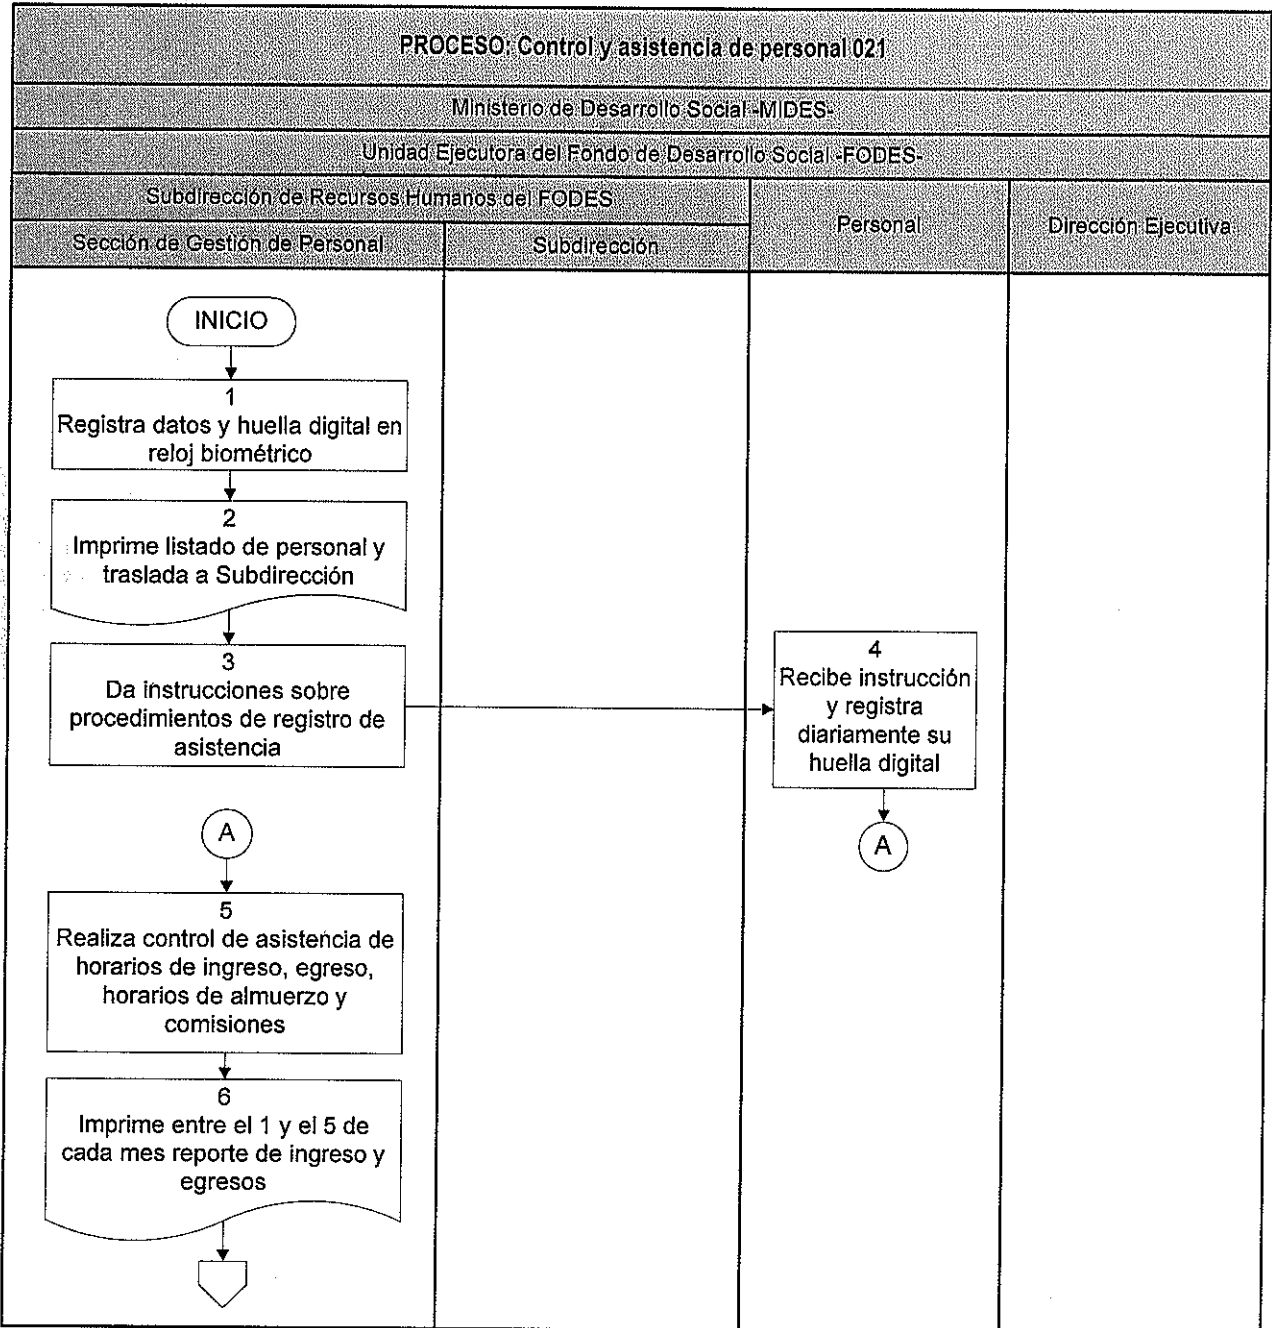 PROCESO: Control y asistencia de personal 021
Ministerio de Desarrollo Social -MIDES-
Unidad Ejecutora del Fondo de Desarrollo Social -FODES-
Subdirección de Recursos Humanos del FODES
Personal
Dirección Ejecutiva
Sección de Gestión de Personal
Subdirección
INICIO
1
Registra datos y huella digital en
reloj biométrico
2
Imprime listado de personal y
traslada a Subdirección
3
Da instrucciones sobre
procedimientos de registro de
asistencia
4
Recibe instrucción
y registra
diariamente su
huella digital
A
A
5
Realiza control de asistencia de
horarios de ingreso, egreso,
horarios de almuerzo y
comisiones
6
Imprime entre el 1 y el 5 de
cada mes reporte de ingreso y
egresos